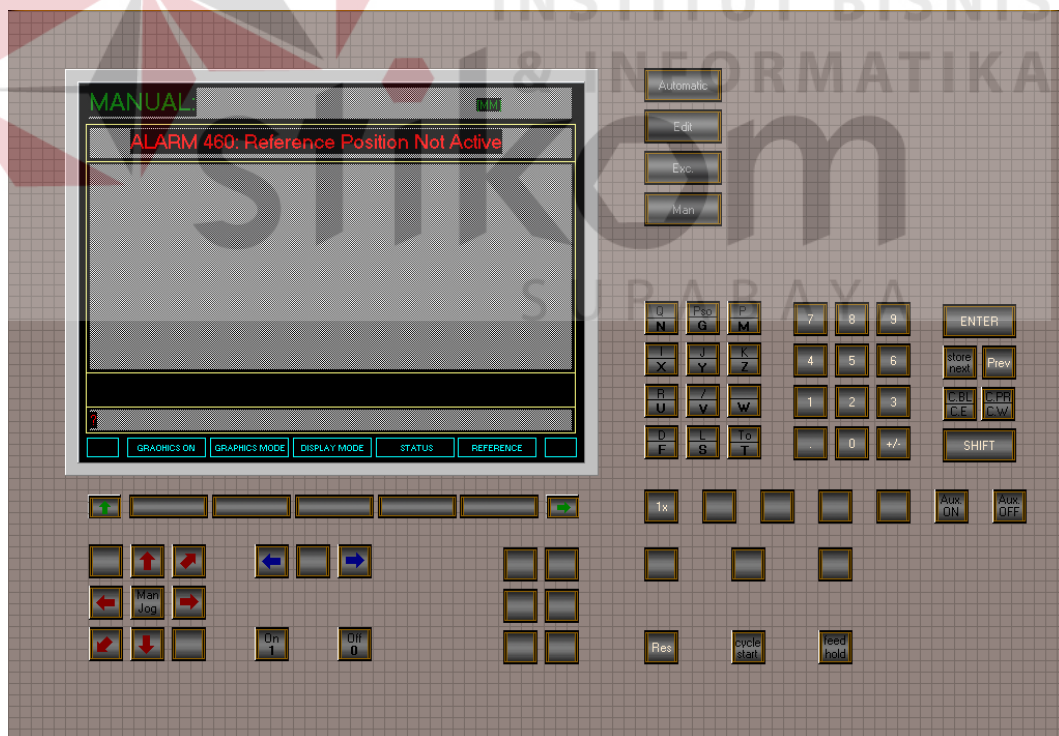 INSTITUT BISNIS
& INFORMATIKA
stikom
SURABAYA
MANUAL:
MM
ALARM 460: Reference Position Not Active
GRAOHICS ON GRAPHICS MODE DISPLAY MODE STATUS REFERENCE
Automatic
Edit
Exc.
Man
Q N Pso G P M 7 8 9 ENTER
I X J Y K Z 4 5 6 store next Prev
R U / V W 1 2 3 C.BL C.E C.PR C.W
D F L S To T . 0 +/- SHIFT
1x Aux. ON Aux. OFF
Man Jog
On 1 Off 0
Res cycle start feed hold